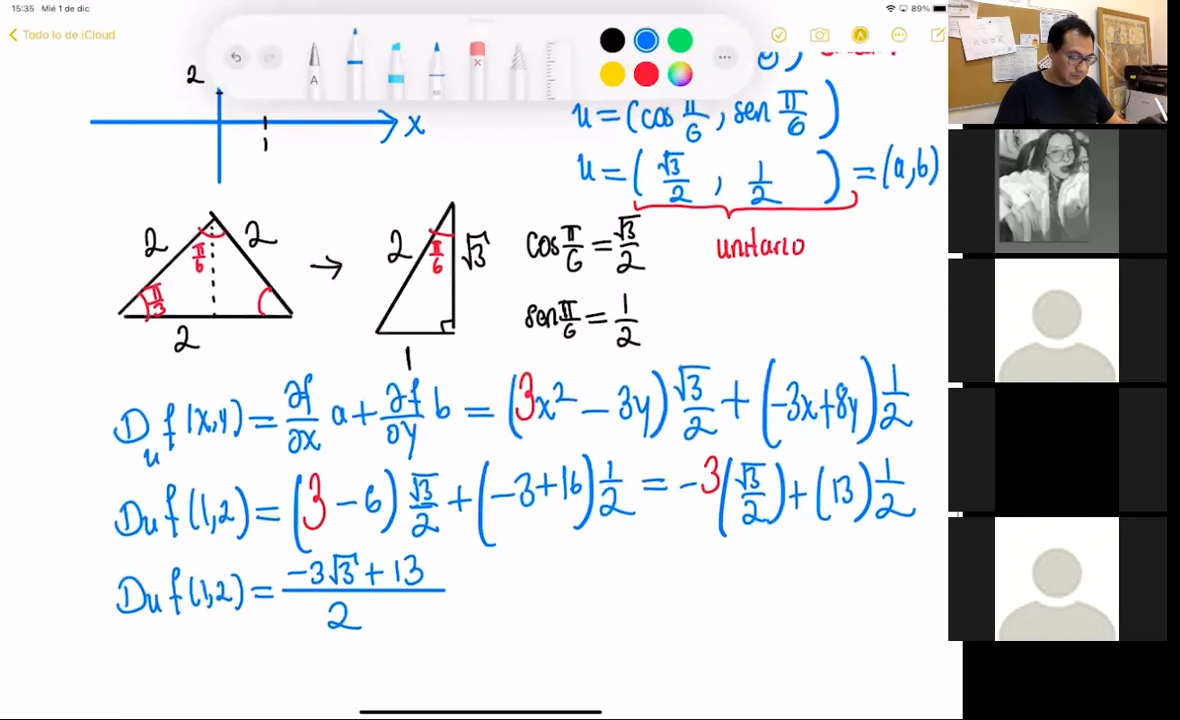 15:35 Mié 1 de dic
89%
Todo lo de iCloud
A
2
x
1
u=(cos π/6, sen π/6)
u=(√3/2, 1/2)=(a,b)
unitario
2 2
π/6
π/3
2
→
2
π/6
√3
1
cos π/6 = √3/2
sen π/6 = 1/2
Du f(x,y) = ∂f/∂x a + ∂f/∂y b = (3x² - 3y) √3/2 + (-3x+8y) 1/2
Du f(1,2) = (3 - 6) √3/2 + (-3+16) 1/2 = -3(√3/2) + (13) 1/2
Du f(1,2) = (-3√3 + 13)/2